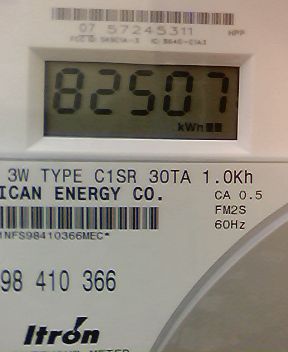 07 57245311
82507
kWh
3W TYPE C1SR 30TA 1.0Kh
ICAN ENERGY CO.
CA 0.5
FM2S
60Hz
1NFS98410366MEC*
98 410 366
Itron